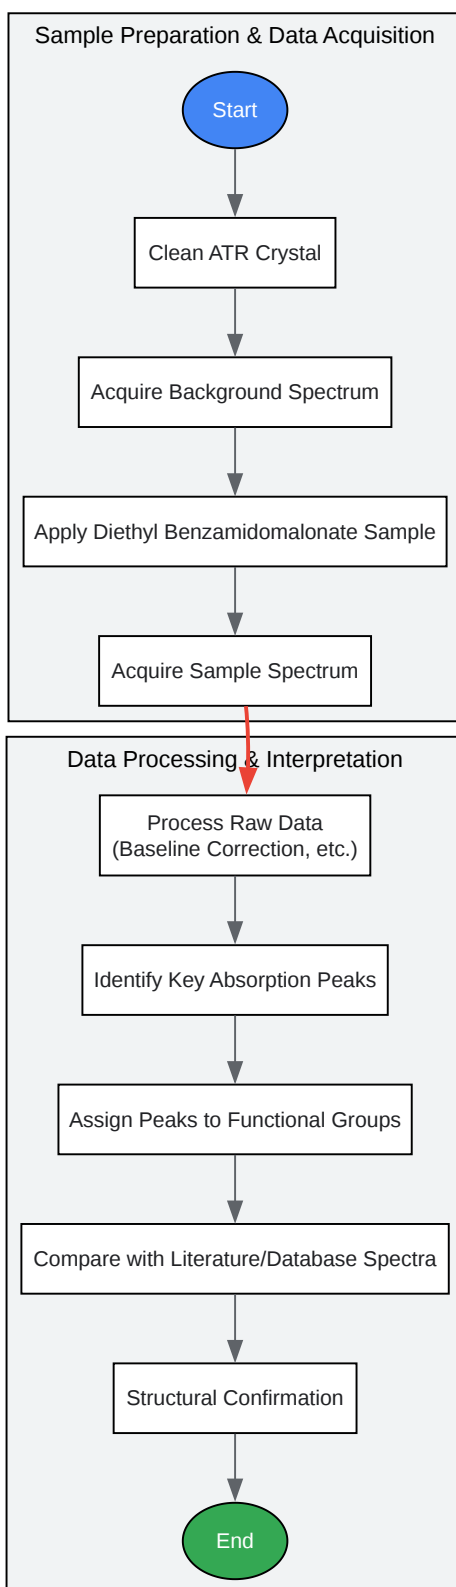 Sample Preparation & Data Acquisition
Start
Clean ATR Crystal
Acquire Background Spectrum
Apply Diethyl Benzamidomalonate Sample
Acquire Sample Spectrum
Data Processing & Interpretation
Process Raw Data
(Baseline Correction, etc.)
Identify Key Absorption Peaks
Assign Peaks to Functional Groups
Compare with Literature/Database Spectra
Structural Confirmation
End